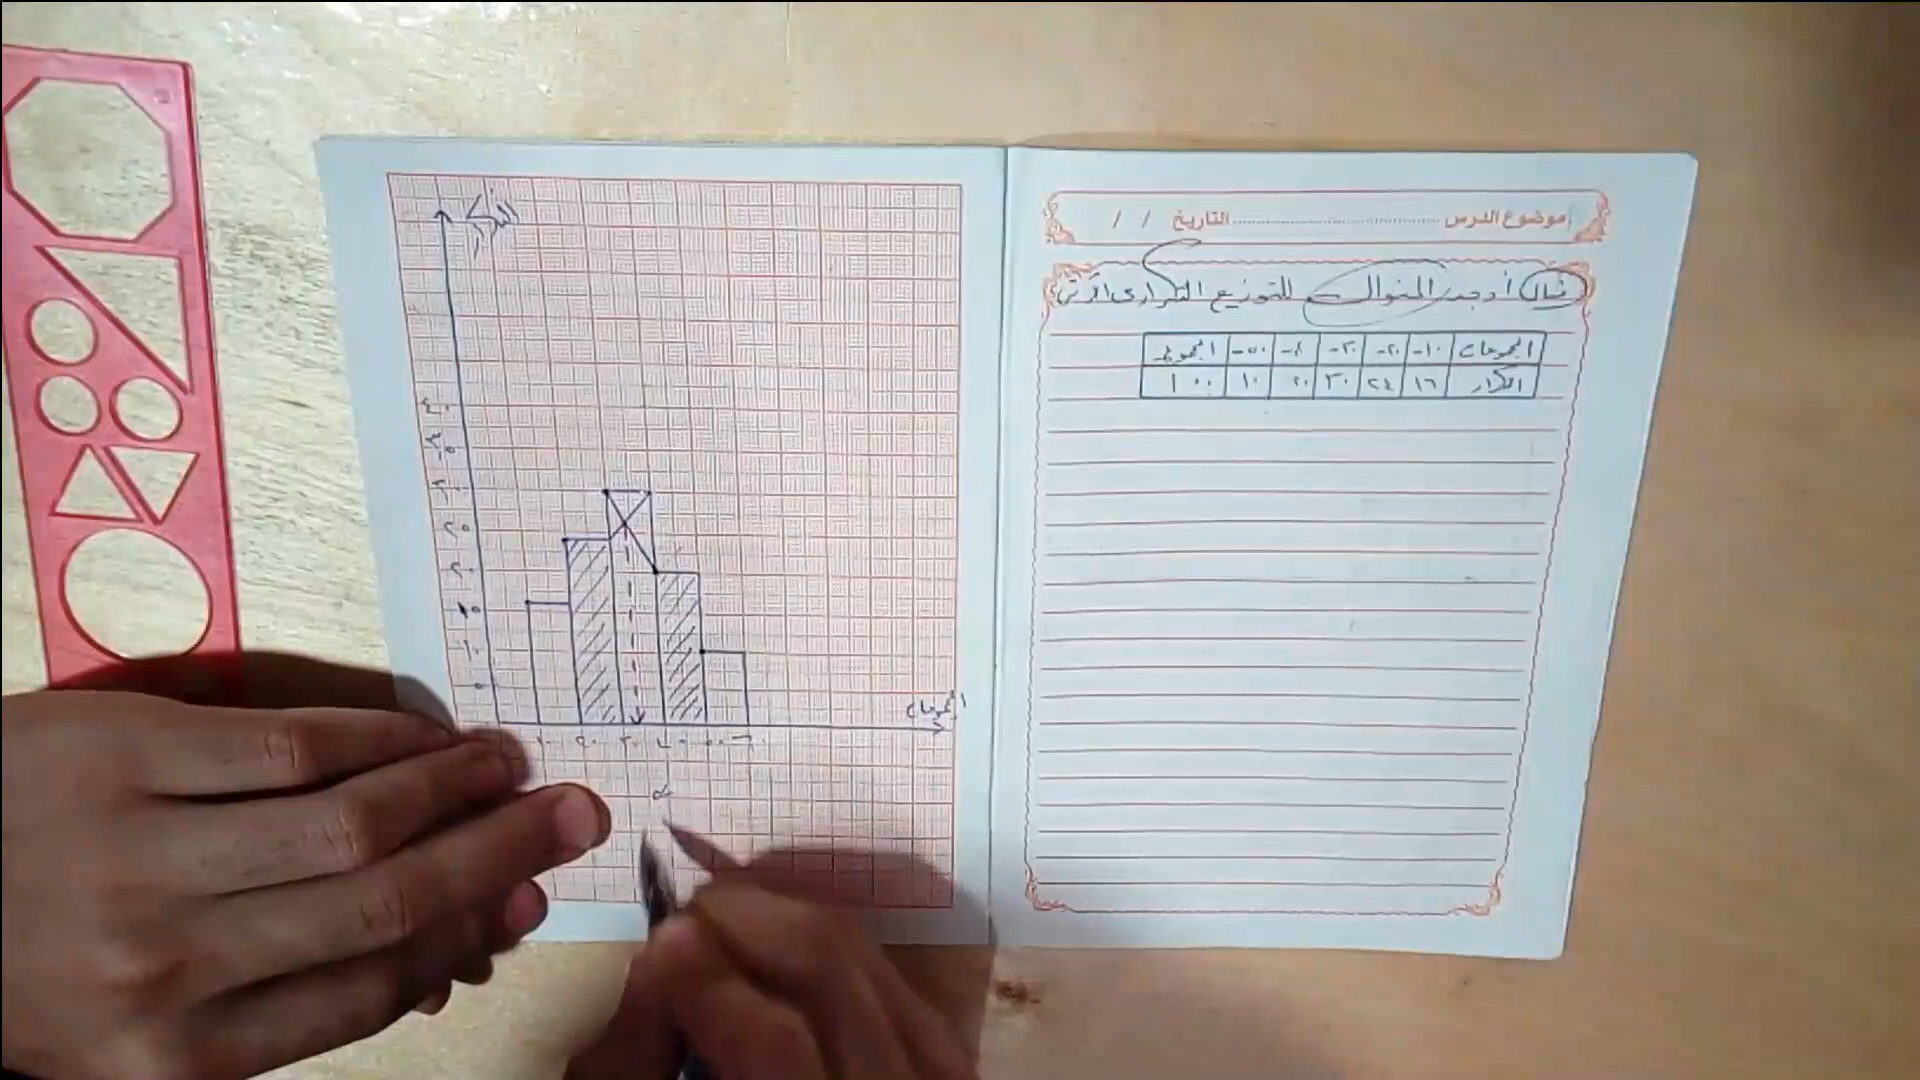 موضوع الدرس ........................ التاريخ / /
مثال أوجد المنوال للتوزيع التكراري الآتي
المجموعات ١٠- ٢٠- ٣٠- ٤٠- ٥٠- المجموع
التكرار ١٦ ٢٤ ٣٠ ٢٠ ١٠ ١٠٠
التكرار
٤٠
٣٥
٣٠
٢٥
٢٠
١٥
١٠
٥
المجموعات
١٠ ٢٠ ٣٠ ٤٠ ٥٠ ٦٠